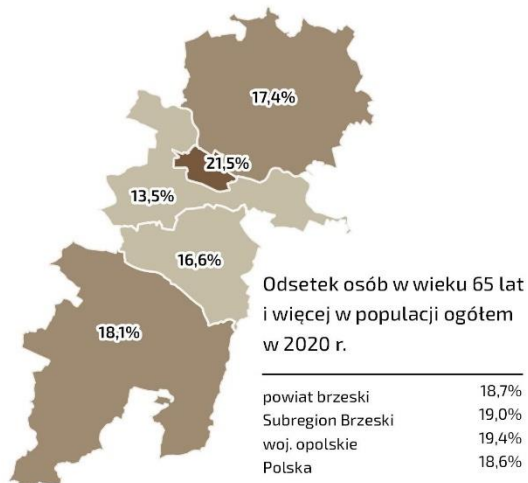 17,4%
21,5%
13,5%
16,6%
18,1%
Odsetek osób w wieku 65 lat
i więcej w populacji ogółem
w 2020 r.
powiat brzeski 18,7%
Subregion Brzeski 19,0%
woj. opolskie 19,4%
Polska 18,6%